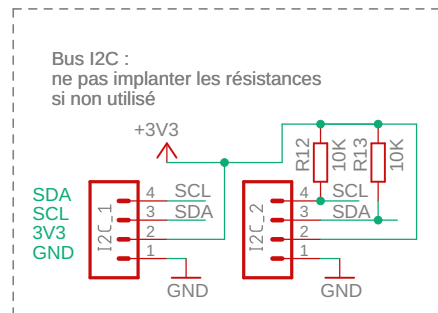 Bus I2C :
ne pas implanter les résistances
si non utilisé
+3V3
R12
10K
R13
10K
SDA
SCL
3V3
GND
I2C_1
4
SCL
3
SDA
2
1
GND
I2C_2
4
SCL
3
SDA
2
1
GND